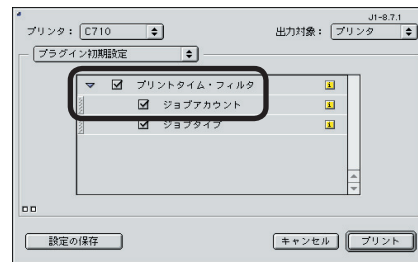 J1-8.7.1
プリンタ： C710 出力対象： プリンタ
プラグイン初期設定
プリントタイム・フィルタ
ジョブアカウント
ジョブタイプ
設定の保存 キャンセル プリント